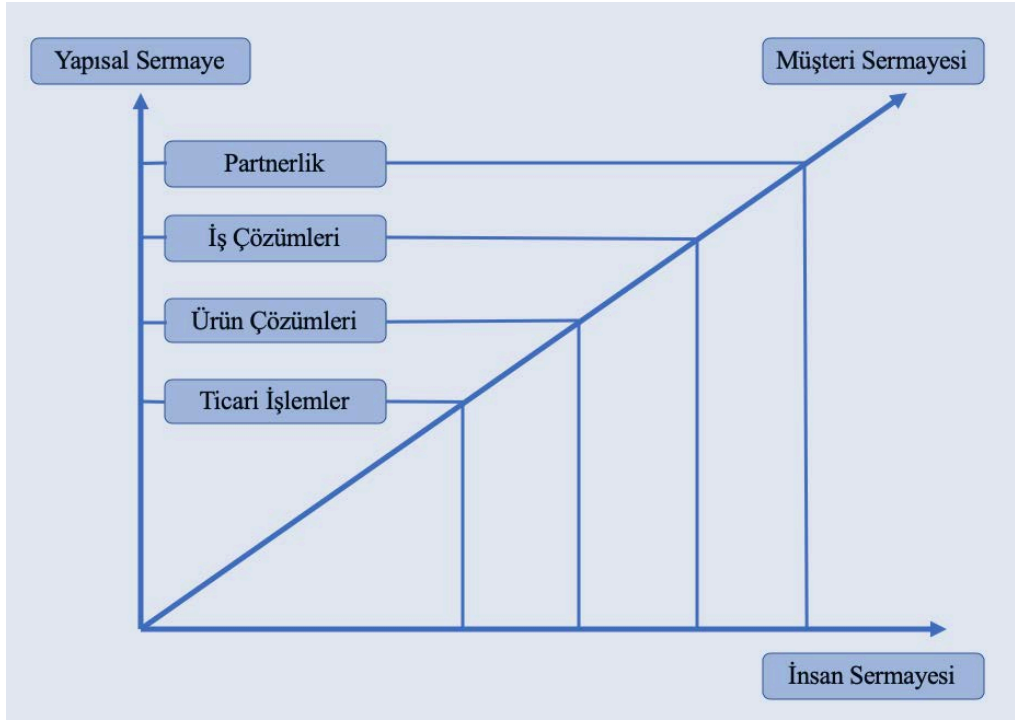 Yapısal Sermaye
Müşteri Sermayesi
Partnerlik
İş Çözümleri
Ürün Çözümleri
Ticari İşlemler
İnsan Sermayesi